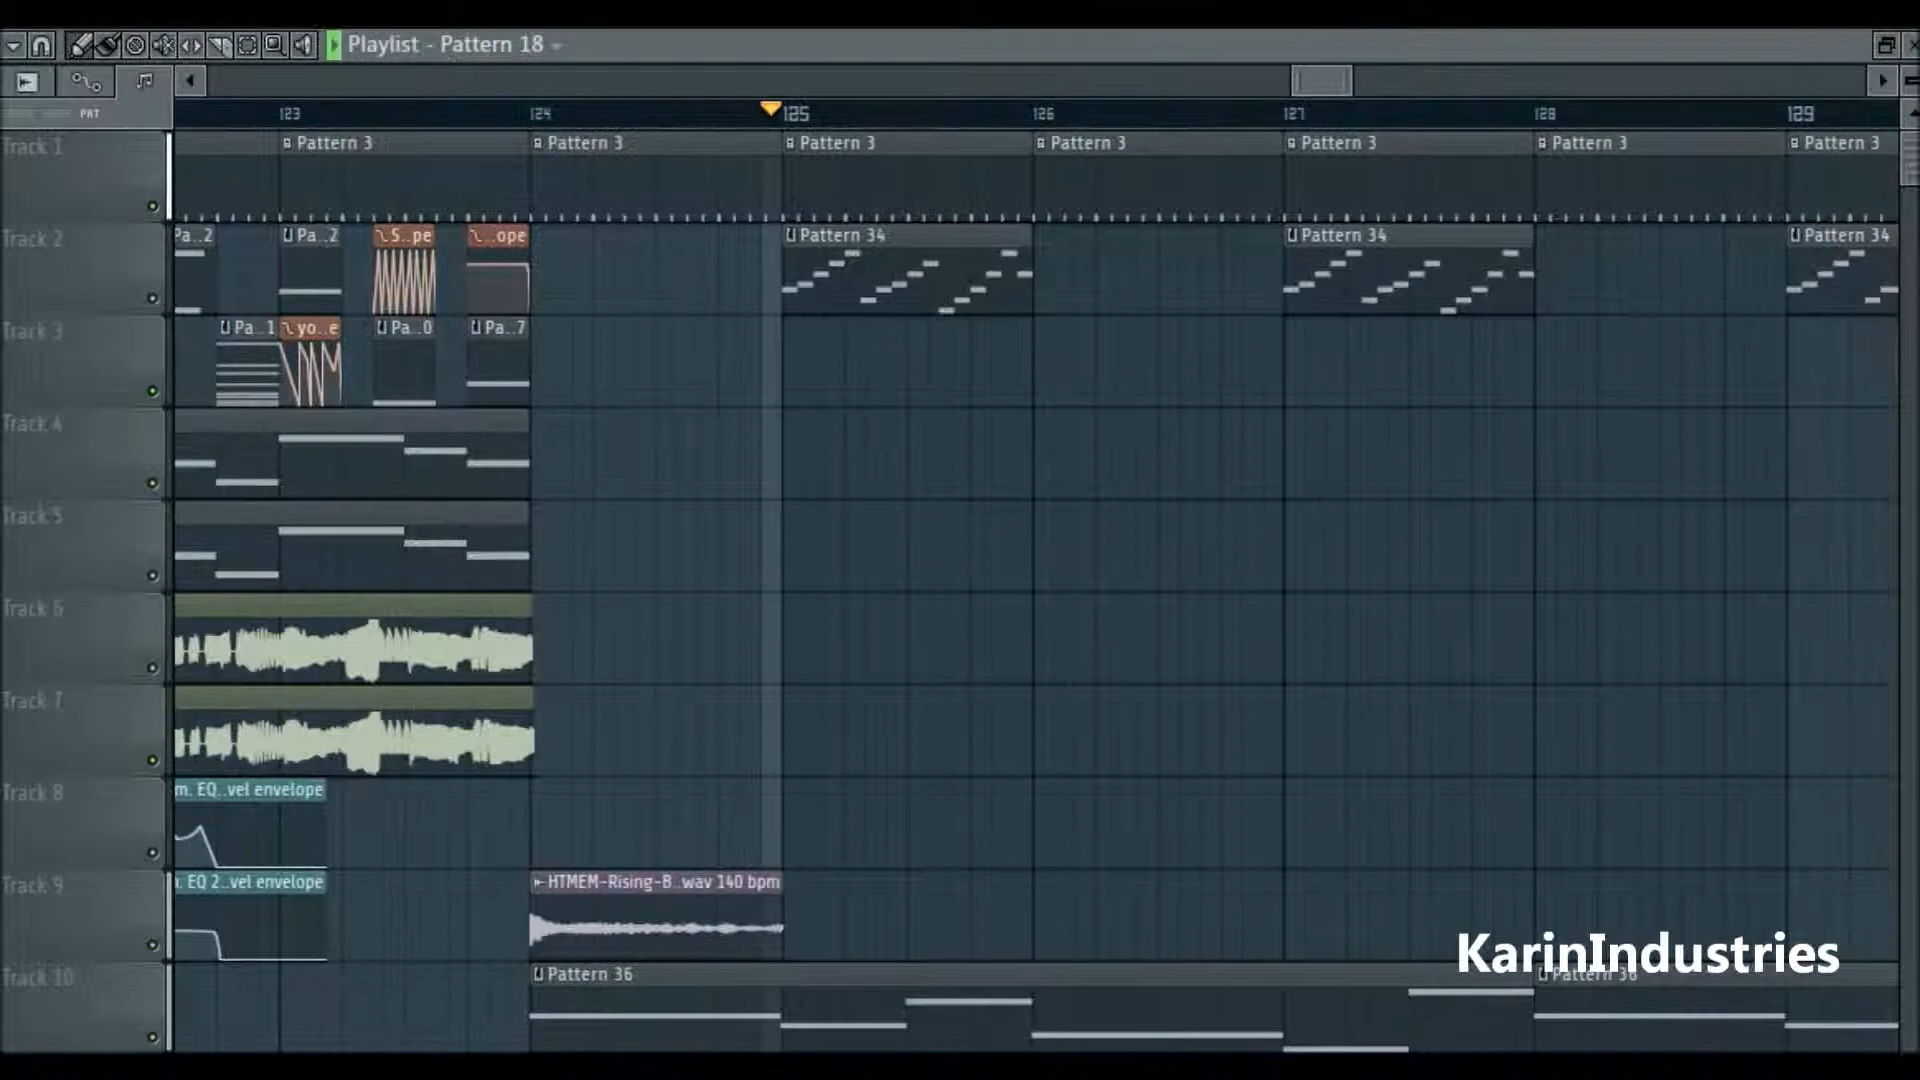 Playlist - Pattern 18
PAT
123 124 125 126 127 128 129
Track 1
Pattern 3 Pattern 3 Pattern 3 Pattern 3 Pattern 3 Pattern 3 Pattern 3
Track 2
Pa..2 Pa..2 S..pe ..ope Pattern 34 Pattern 34 Pattern 34
Track 3
Pa..1 yo..e Pa..0 Pa..7
Track 4
Track 5
Track 6
Track 7
Track 8
m. EQ..vel envelope
Track 9
. EQ 2..vel envelope HTMEM-Rising-B..wav 140 bpm
KarinIndustries
Track 10
Pattern 36 Pattern 36